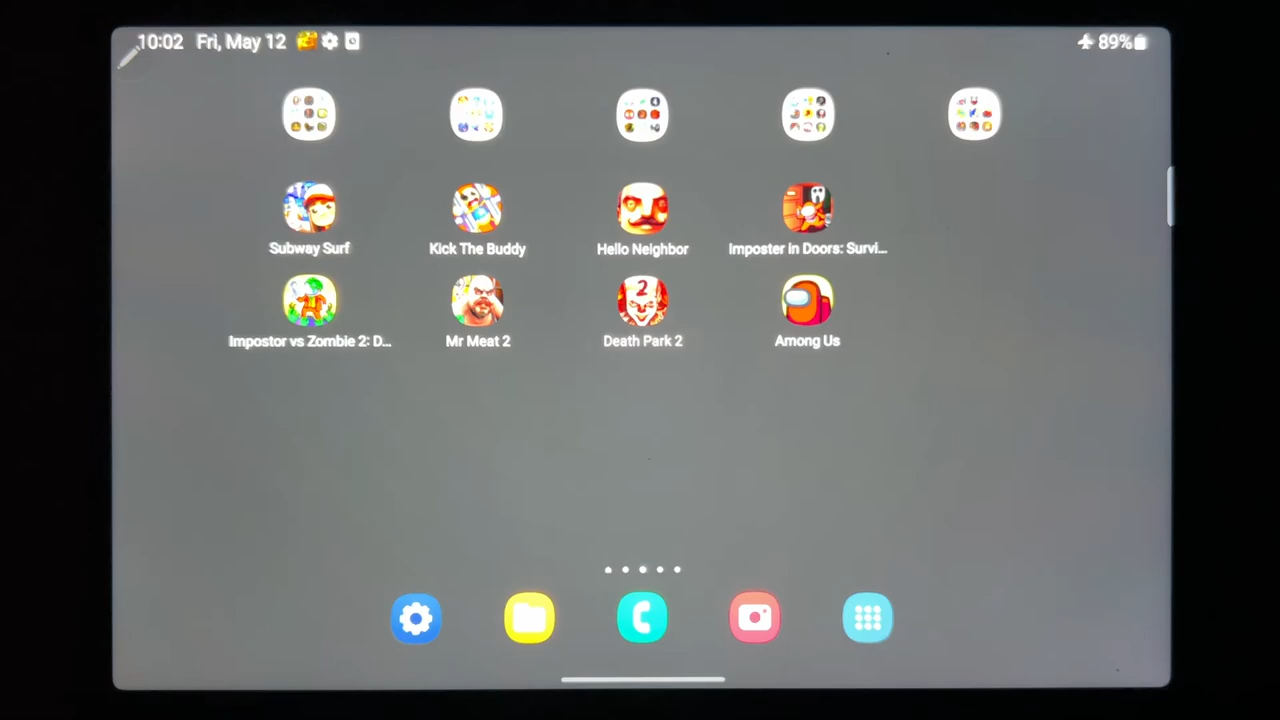 10:02 Fri, May 12 89%
Subway Surf Kick The Buddy Hello Neighbor Imposter in Doors: Survi...
2
Impostor vs Zombie 2: D... Mr Meat 2 Death Park 2 Among Us